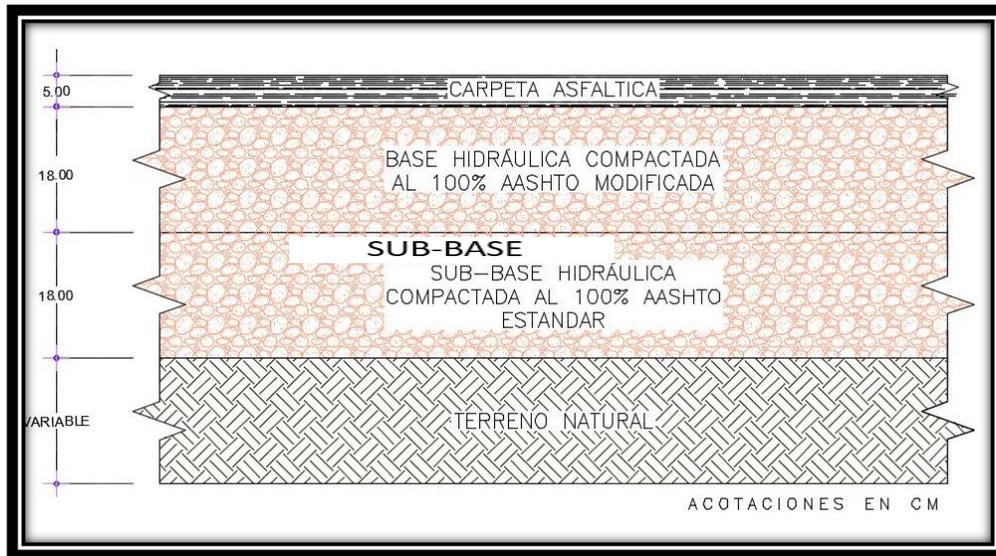 5.00
CARPETA ASFALTICA
18.00
BASE HIDRÁULICA COMPACTADA
AL 100% AASHTO MODIFICADA
SUB-BASE
18.00
SUB-BASE HIDRÁULICA
COMPACTADA AL 100% AASHTO
ESTANDAR
VARIABLE
TERRENO NATURAL
ACOTACIONES EN CM